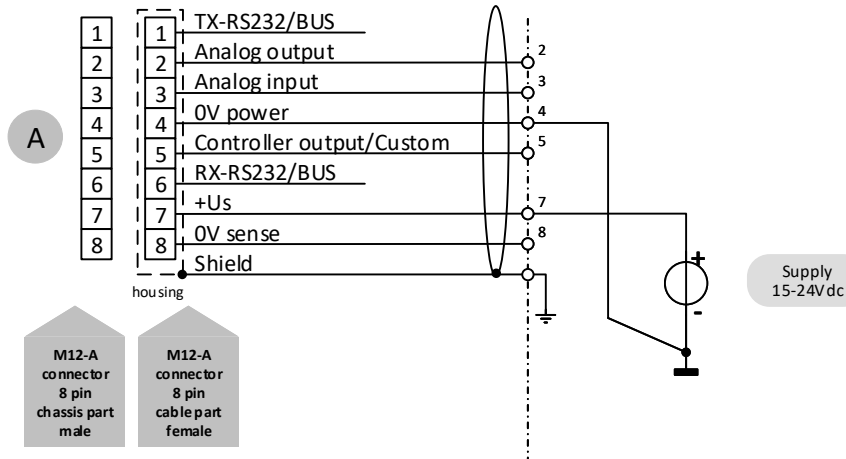 A
1
2
3
4
5
6
7
8
1
2
3
4
5
6
7
8
TX-RS232/BUS
Analog output
Analog input
0V power
Controller output/Custom
RX-RS232/BUS
+Us
0V sense
Shield
housing
2
3
4
5
7
8
+
-
Supply
15-24Vdc
M12-A
connector
8 pin
chassis part
male
M12-A
connector
8 pin
cable part
female